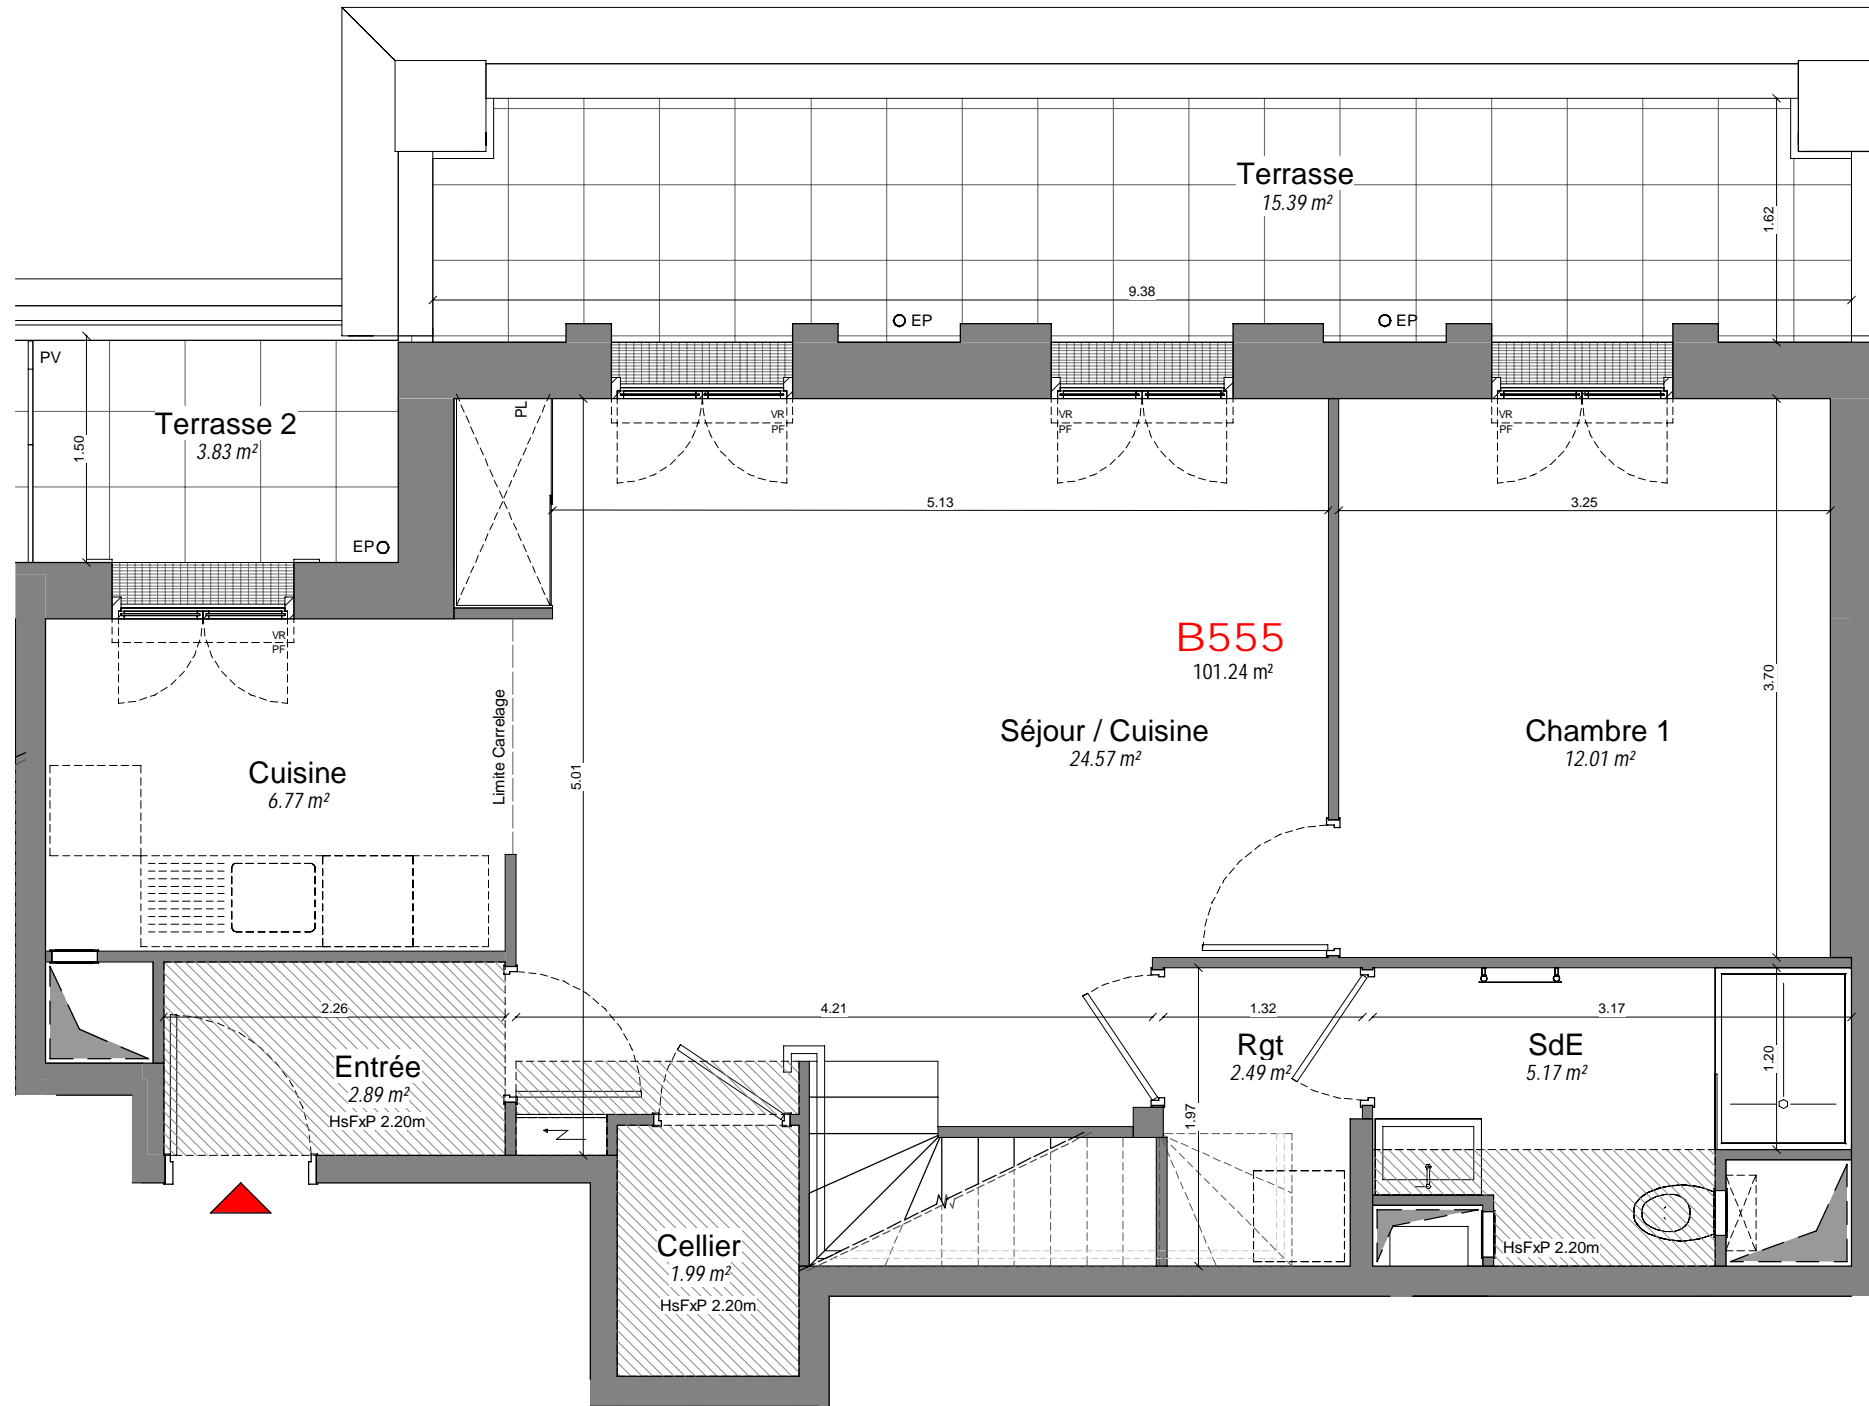 Terrasse
15.39 m²
1.62
9.38
EP
EP
PV
Terrasse 2
3.83 m²
1.50
EP
PL
VR
PF
VR
PF
VR
PF
5.13
3.25
VR
PF
B555
101.24 m²
Limite Carrelage
5.01
3.70
Séjour / Cuisine
24.57 m²
Chambre 1
12.01 m²
Cuisine
6.77 m²
2.26
4.21
1.32
3.17
Entrée
2.89 m²
HsFxP 2.20m
Rgt
2.49 m²
SdE
5.17 m²
1.20
1.97
Cellier
1.99 m²
HsFxP 2.20m
HsFxP 2.20m